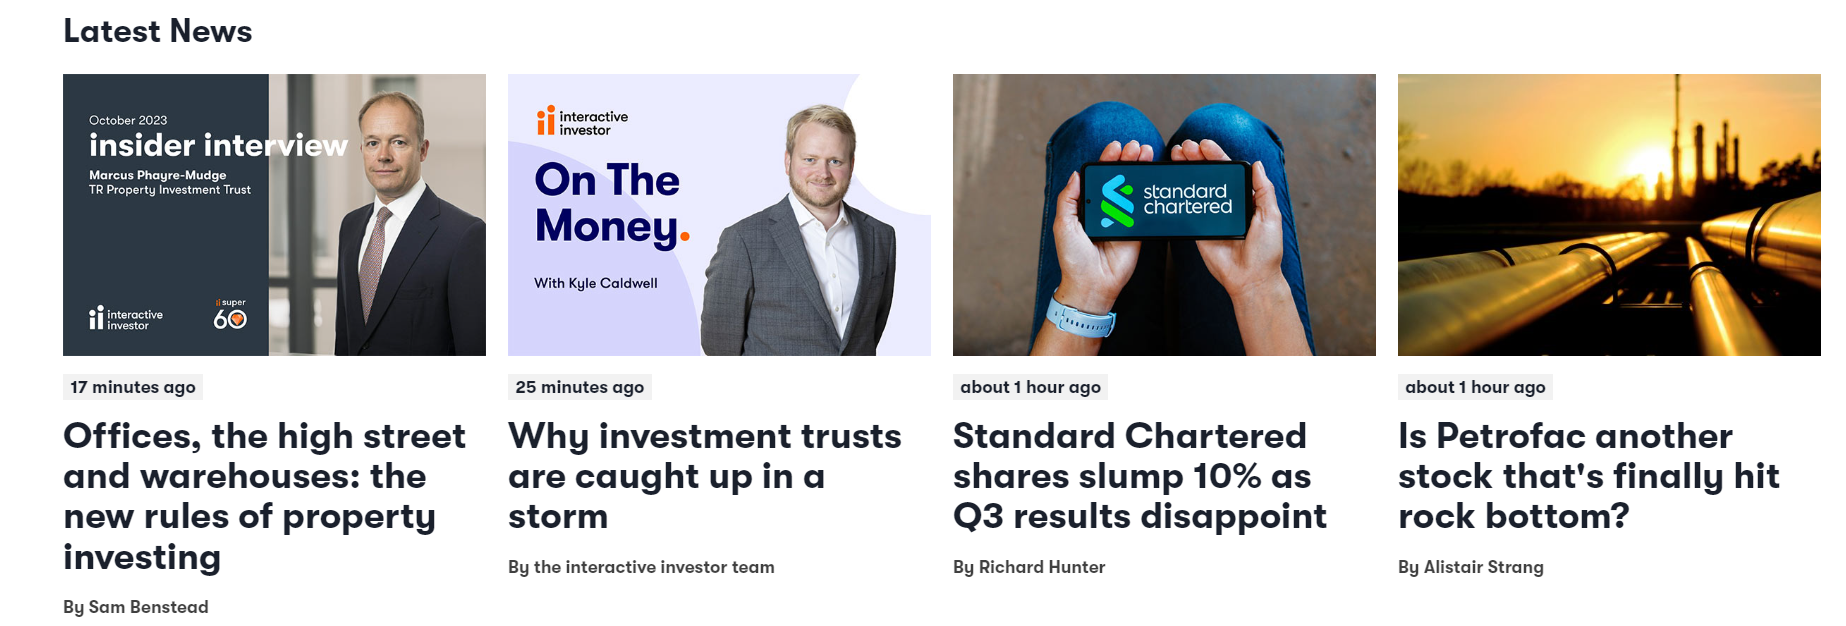 Latest News
October 2023
insider interview
Marcus Phayre-Mudge
TR Property Investment Trust
interactive
investor
super
60
17 minutes ago
Offices, the high street
and warehouses: the
new rules of property
investing
By Sam Benstead
interactive
investor
On The
Money.
With Kyle Caldwell
25 minutes ago
Why investment trusts
are caught up in a
storm
By the interactive investor team
standard
chartered
about 1 hour ago
Standard Chartered
shares slump 10% as
Q3 results disappoint
By Richard Hunter
about 1 hour ago
Is Petrofac another
stock that's finally hit
rock bottom?
By Alistair Strang